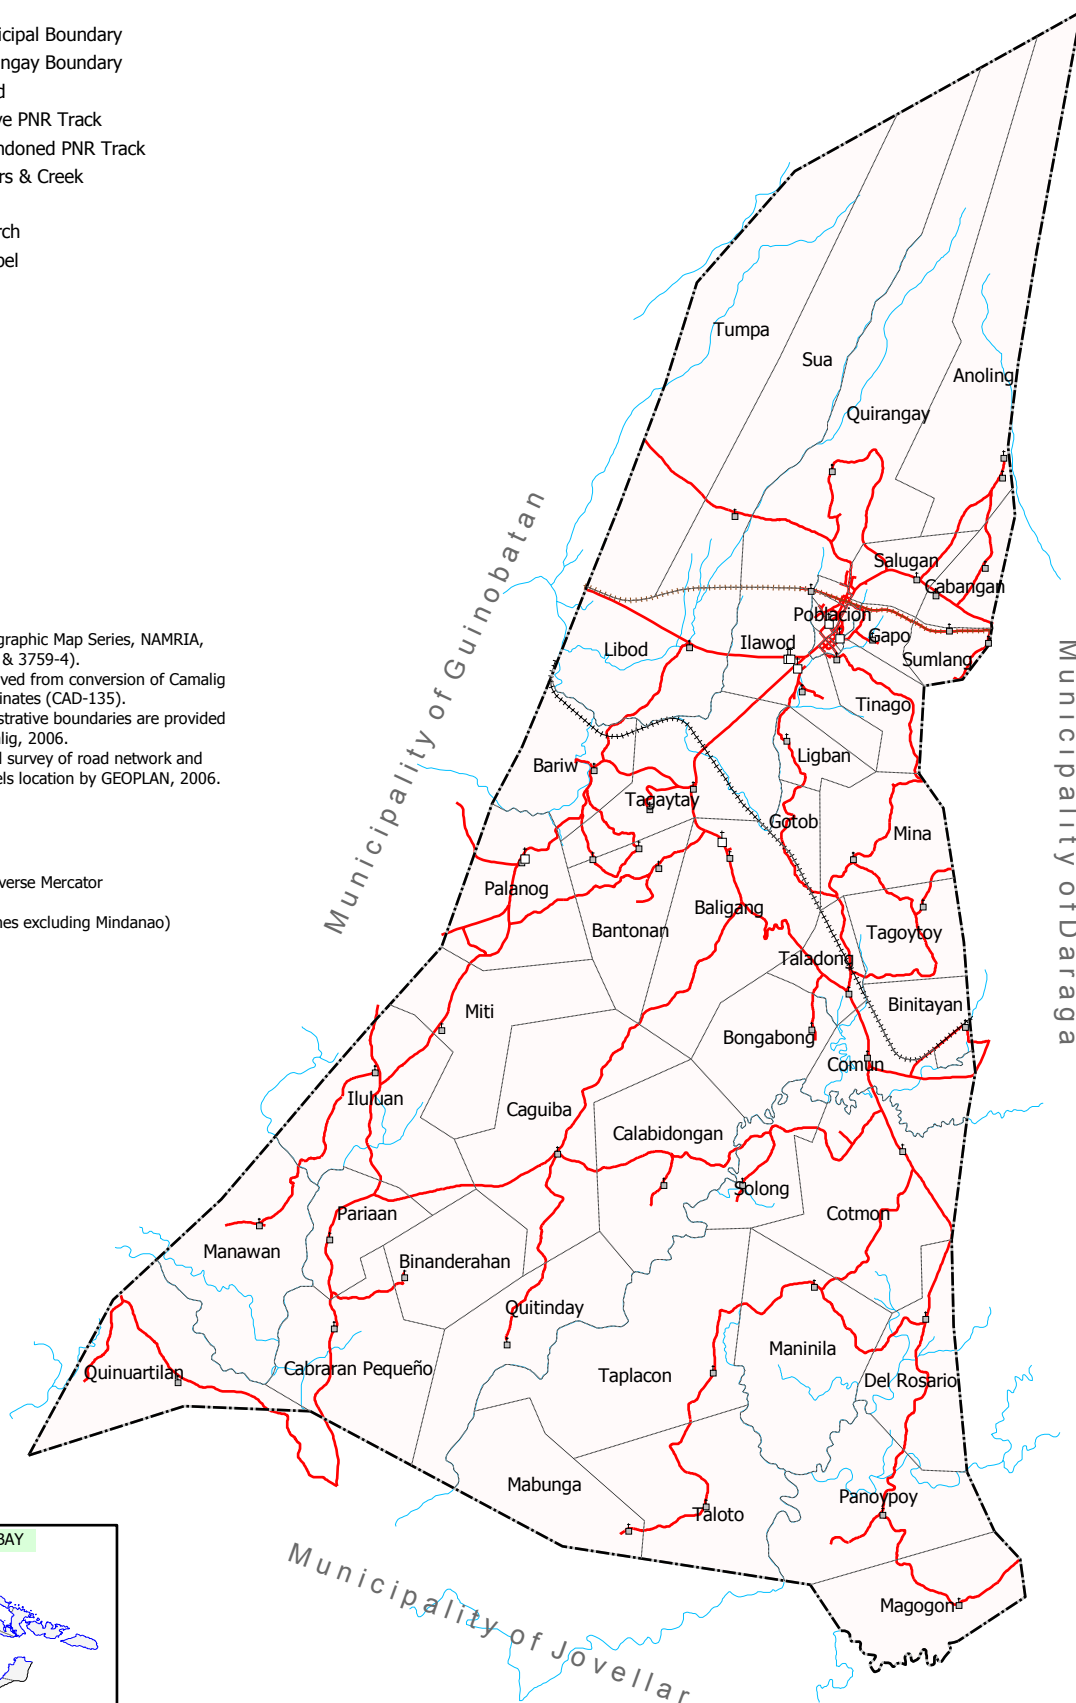 icipal Boundary
ngay Boundary
d
ve PNR Track
ndoned PNR Track
rs & Creek
rch
pel
Tumpa
Sua
Anoling
Quirangay
Municipality of Guinobatan
Salugan
Cabangan
Poblacion
Gapo
Ilawod
Libod
Sumlang
Tinago
Municipality of Daraga
graphic Map Series, NAMRIA,
& 3759-4).
ved from conversion of Camalig
dinates (CAD-135).
strative boundaries are provided
alig, 2006.
d survey of road network and
els location by GEOPLAN, 2006.
Ligban
Bariw
Tagaytay
Gotob
Mina
verse Mercator
nes excluding Mindanao)
Palanog
Baligang
Bantonan
Tagoytoy
Taladong
Binitayan
Miti
Bongabong
Comun
Iluluan
Caguiba
Calabidongan
Solong
Cotmon
Pariaan
Manawan
Binanderahan
Quitinday
Maninila
Quinuartilan
Cabraran Pequeño
Taplacon
Del Rosario
Mabunga
Panoypoy
Taloto
BAY
Magogon
Municipality of Jovellar